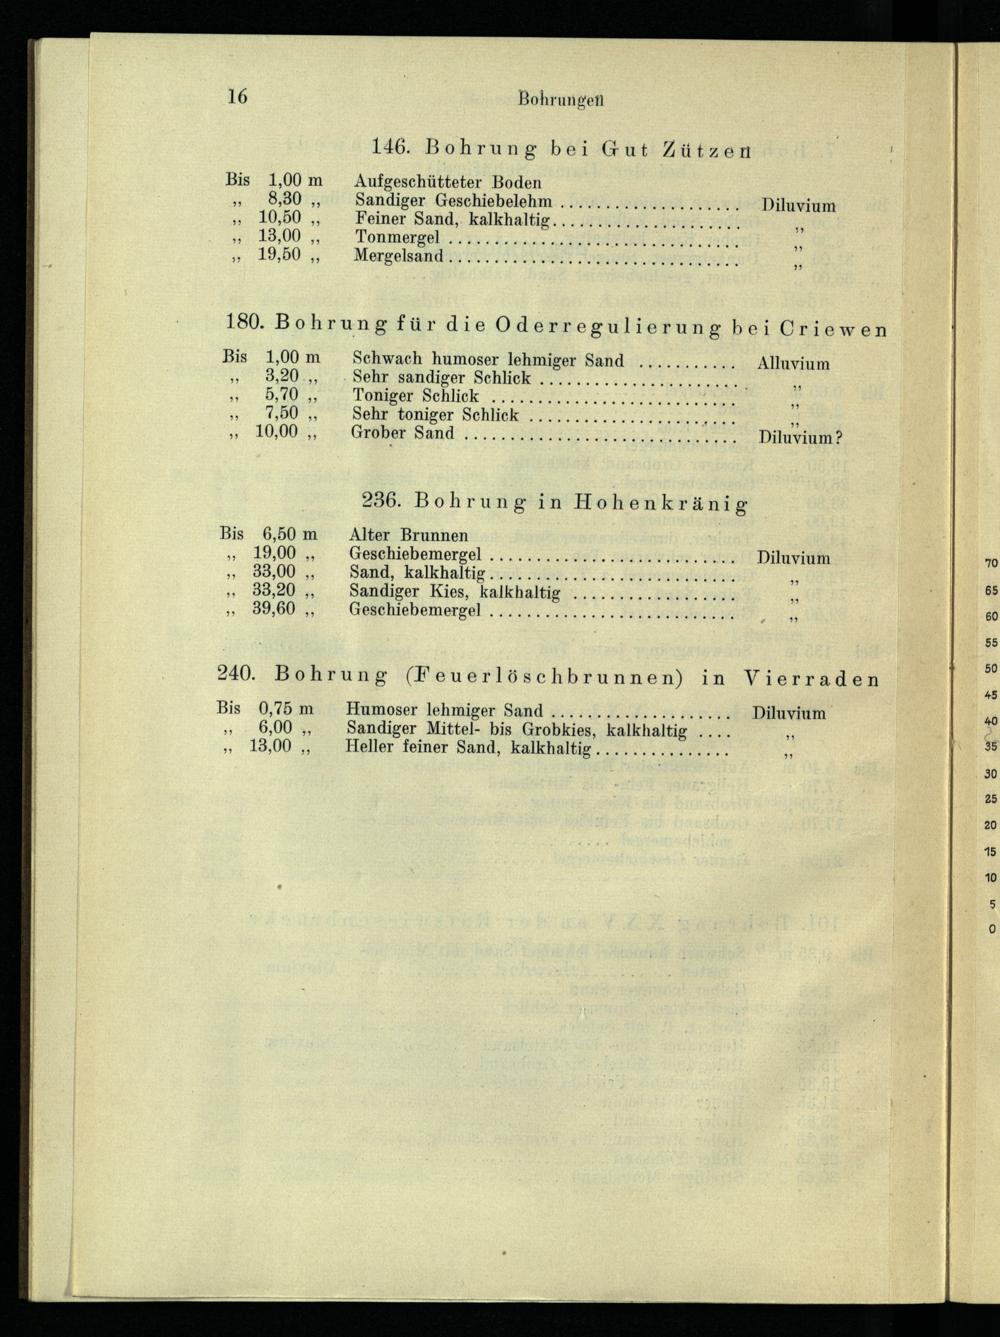 16 Bohrungen
146. Bohrung bei Gut Zützen
Bis 1,00 m Aufgeschütteter Boden
„ 8,30 „ Sandiger Geschiebelehm .................... Diluvium
„ 10,50 „ Feiner Sand, kalkhaltig..................... „
„ 13,00 „ Tonmergel ................................ „
„ 19,50 „ Mergelsand................................ „
180. Bohrung für die Oderregulierung bei Criewen
Bis 1,00 m Schwach humoser lehmiger Sand ........... Alluvium
„ 3,20 „ Sehr sandiger Schlick ...................... „
„ 5,70 „ Toniger Schlick ........................... „
„ 7,50 „ Sehr toniger Schlick ....................... „
„ 10,00 „ Grober Sand .............................. Diluvium?
236. Bohrung in Hohenkränig
Bis 6,50 m Alter Brunnen
„ 19,00 „ Geschiebemergel ........................... Diluvium
„ 33,00 „ Sand, kalkhaltig............................ „
„ 33,20 „ Sandiger Kies, kalkhaltig .................. „
„ 39,60 „ Geschiebemergel ........................... „
240. Bohrung (Feuerlöschbrunnen) in Vierraden
Bis 0,75 m Humoser lehmiger Sand .................... Diluvium
„ 6,00 „ Sandiger Mittel- bis Grobkies, kalkhaltig .... „
„ 13,00 „ Heller feiner Sand, kalkhaltig............... „
70
65
60
55
50
45
40
35
30
25
20
15
10
5
0